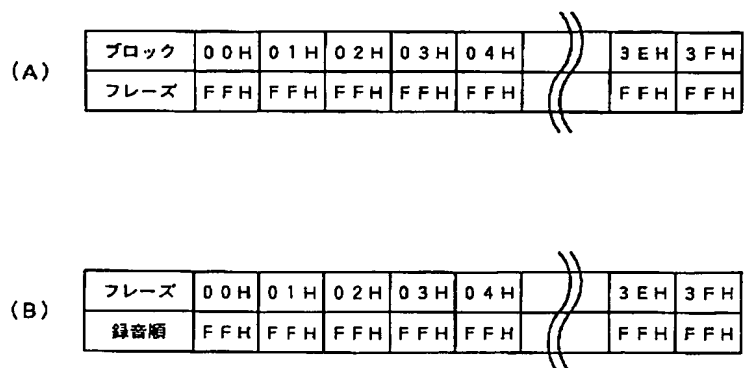 (A)
ブロック 00H 01H 02H 03H 04H 3EH 3FH
フレーズ FFH FFH FFH FFH FFH FFH FFH
(B)
フレーズ 00H 01H 02H 03H 04H 3EH 3FH
録音順 FFH FFH FFH FFH FFH FFH FFH